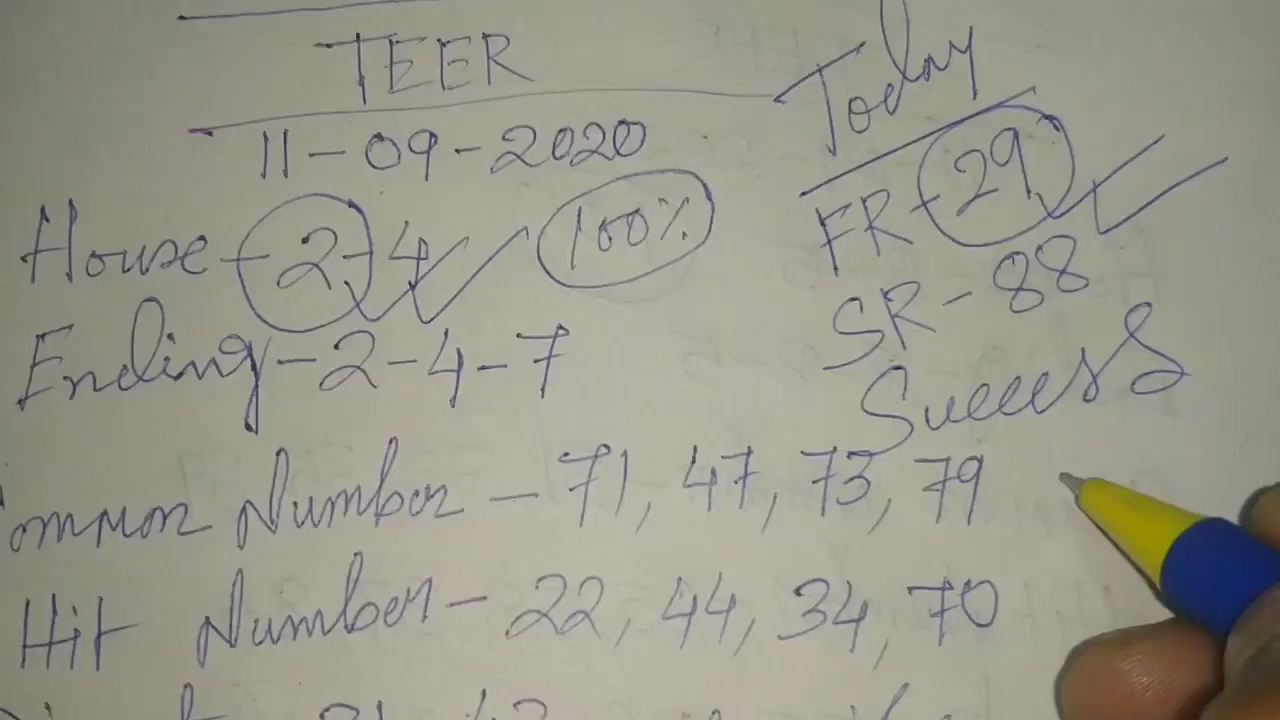 TEER
11-09-2020
House - 2 - 4 100%
Ending - 2 - 4 - 7
Today
FR - 29
SR - 88
Success
Common Number - 71, 47, 73, 79
Hit Number - 22, 44, 34, 70